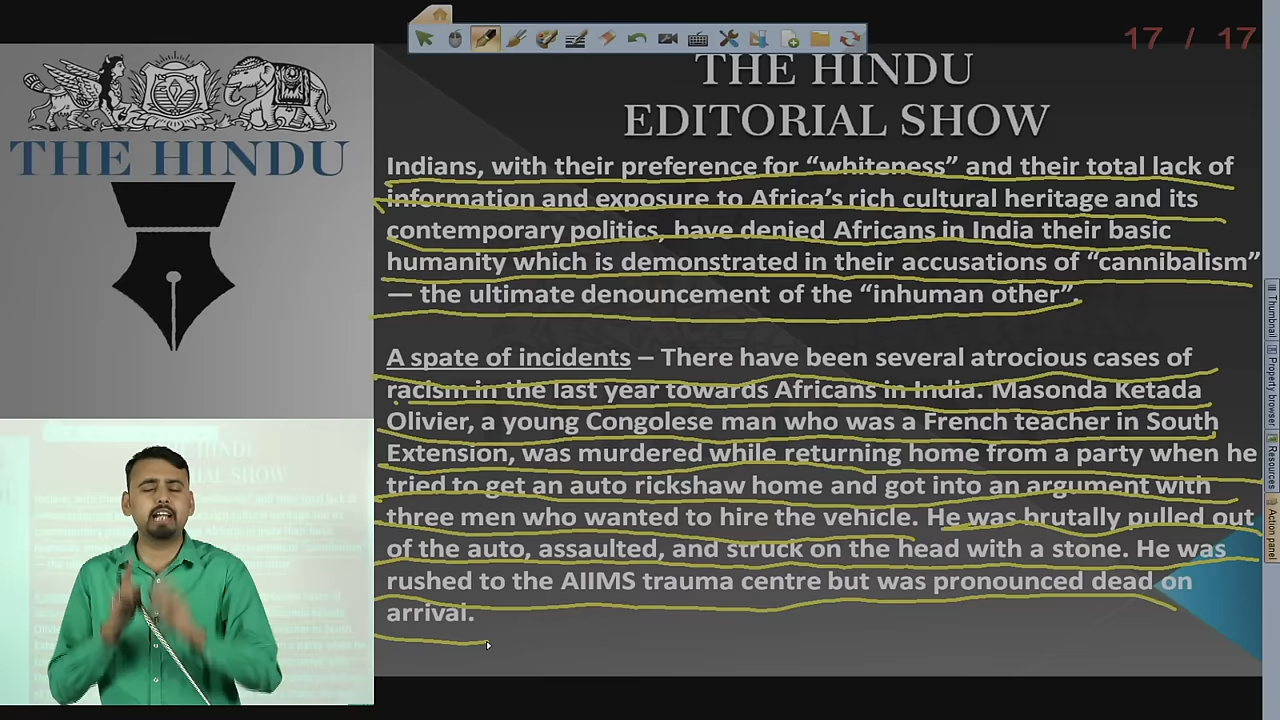 17 / 17
THE HINDU
EDITORIAL SHOW
THE HINDU
Indians, with their preference for “whiteness” and their total lack of
information and exposure to Africa’s rich cultural heritage and its
contemporary politics, have denied Africans in India their basic
humanity which is demonstrated in their accusations of “cannibalism”
— the ultimate denouncement of the “inhuman other”.
A spate of incidents – There have been several atrocious cases of
racism in the last year towards Africans in India. Masonda Ketada
Olivier, a young Congolese man who was a French teacher in South
Extension, was murdered while returning home from a party when he
tried to get an auto rickshaw home and got into an argument with
three men who wanted to hire the vehicle. He was brutally pulled out
of the auto, assaulted, and struck on the head with a stone. He was
rushed to the AIIMS trauma centre but was pronounced dead on
arrival.
Thumbnail
Property browser
Resources
Action panel